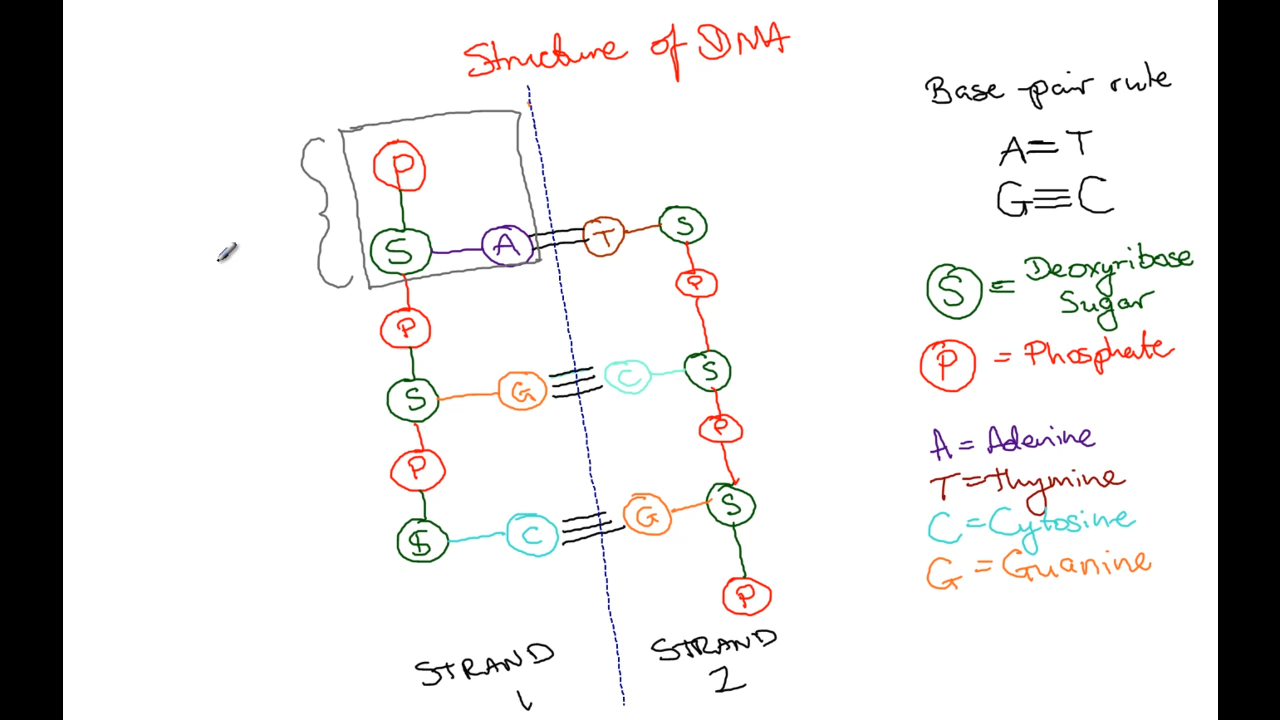 Structure of DNA
Base-pair rule
A=T
G≡C
P
S A T S
P
P
S G C S
P
P
S C G S
P
S = Deoxyribose
Sugar
P = Phosphate
A = Adenine
T = Thymine
C = Cytosine
G = Guanine
STRAND
1
STRAND
2